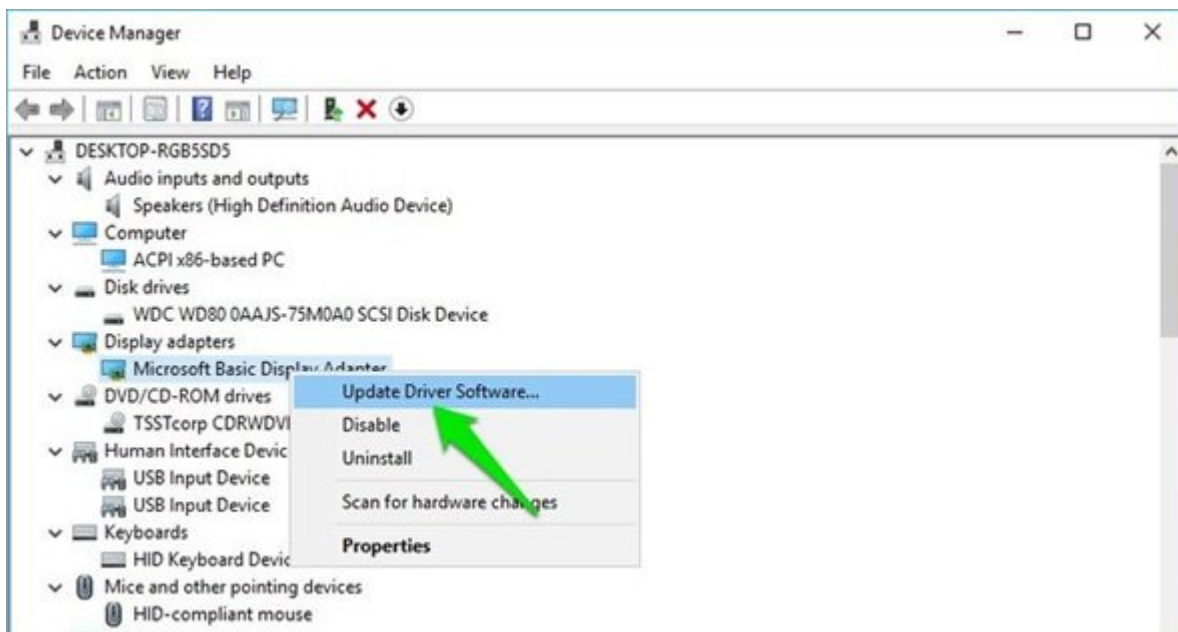 Device Manager
File Action View Help
DESKTOP-RGB5SD5
Audio inputs and outputs
Speakers (High Definition Audio Device)
Computer
ACPI x86-based PC
Disk drives
WDC WD80 0AAJS-75M0A0 SCSI Disk Device
Display adapters
Microsoft Basic Display Adapter
Update Driver Software...
DVD/CD-ROM drives
TSSTcorp CDRWDV
Disable
Human Interface Devic
Uninstall
USB Input Device
USB Input Device
Scan for hardware changes
Keyboards
Properties
HID Keyboard Devic
Mice and other pointing devices
HID-compliant mouse